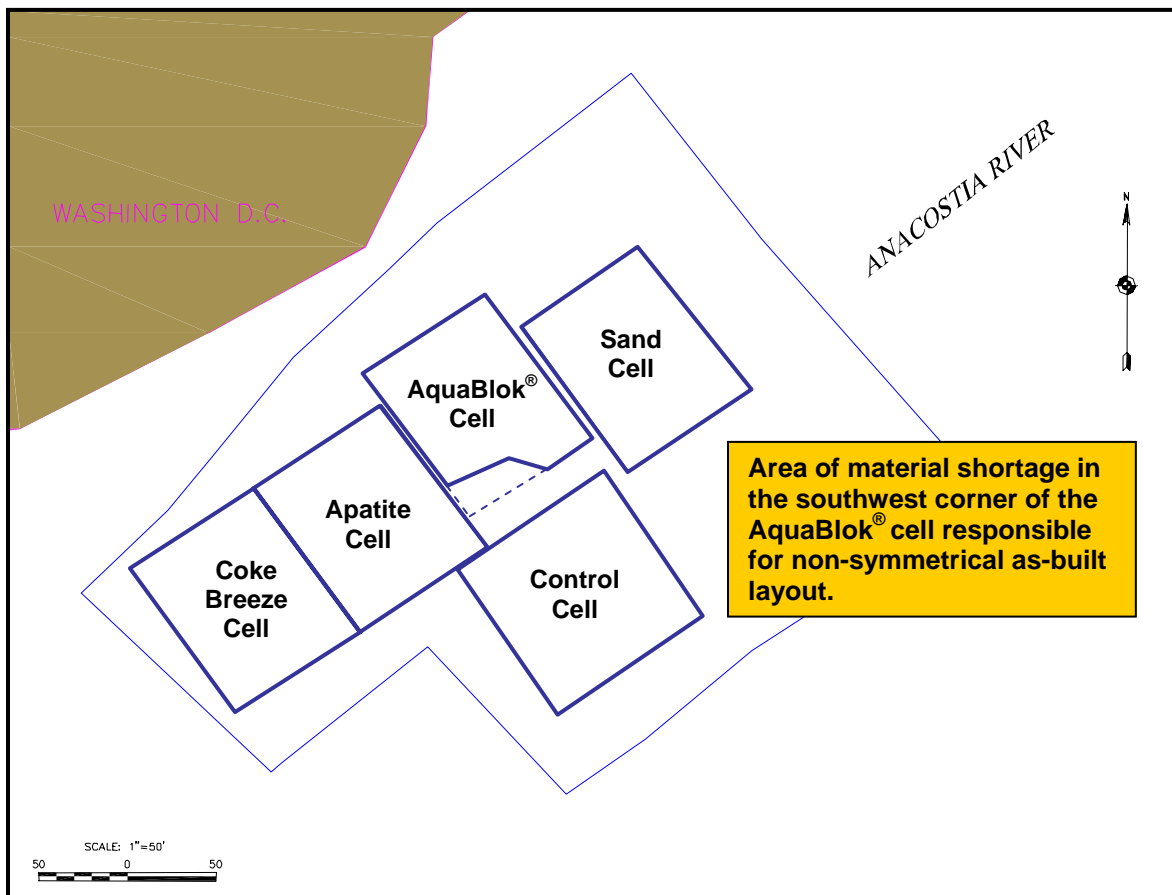 WASHINGTON D.C.
ANACOSTIA RIVER
N
Sand
Cell
AquaBlok®
Cell
Apatite
Cell
Coke
Breeze
Cell
Control
Cell
Area of material shortage in
the southwest corner of the
AquaBlok® cell responsible
for non-symmetrical as-built
layout.
SCALE: 1"=50'
50 0 50